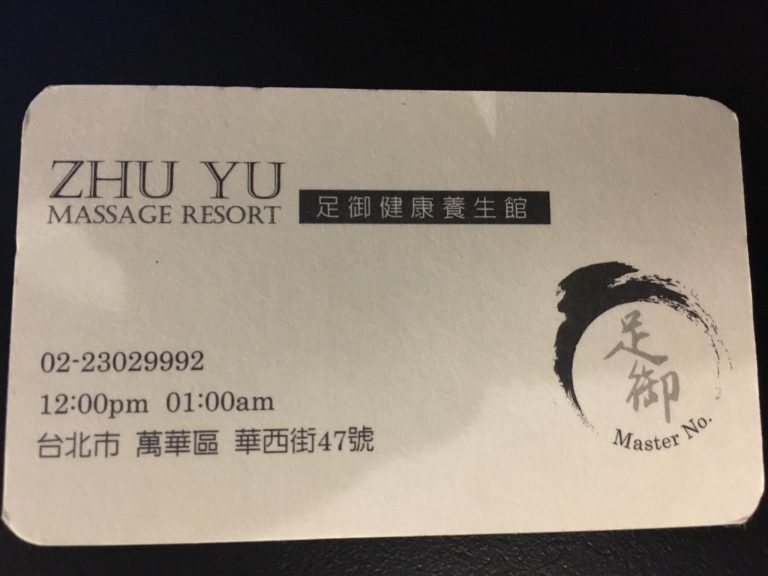 ZHU YU
MASSAGE RESORT 足御健康養生館
足御
Master No.
02-23029992
12:00pm 01:00am
台北市 萬華區 華西街47號